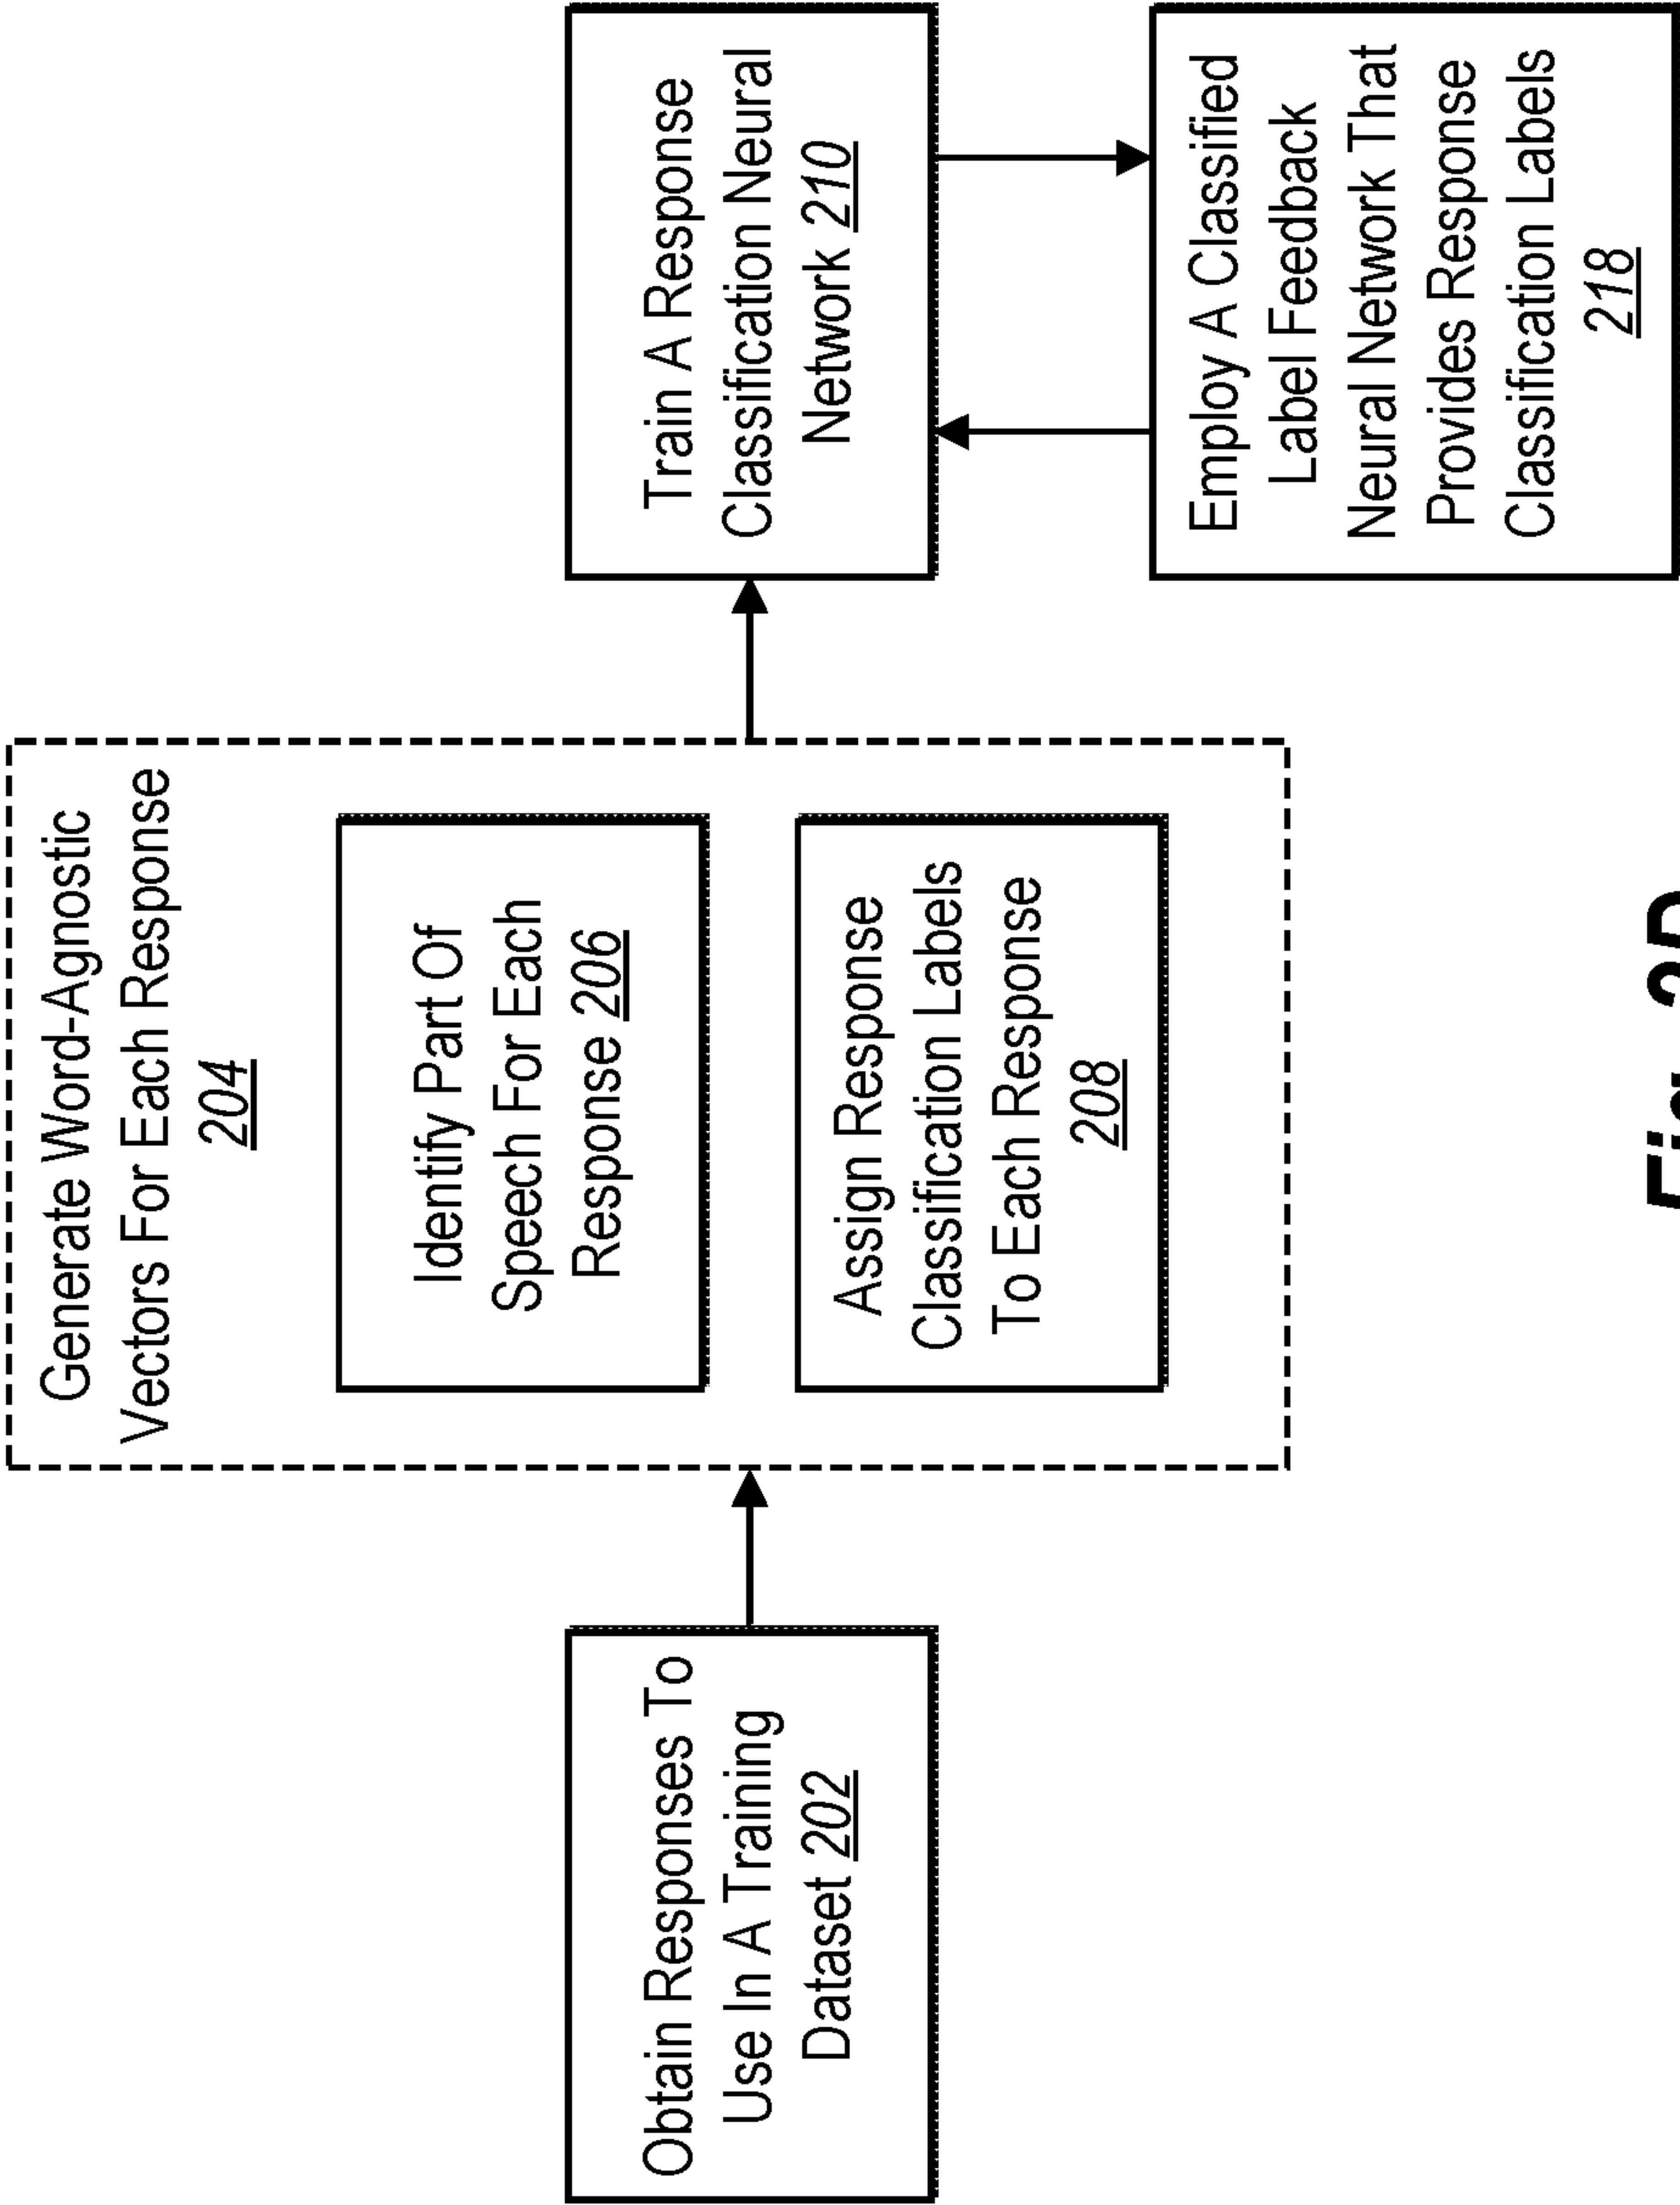 Obtain Responses To
Use In A Training
Dataset 202
Generate Word-Agnostic
Vectors For Each Response
204
Identify Part Of
Speech For Each
Response 206
Assign Response
Classification Labels
To Each Response
208
Train A Response
Classification Neural
Network 210
Employ A Classified
Label Feedback
Neural Network That
Provides Response
Classification Labels
218
Fig.